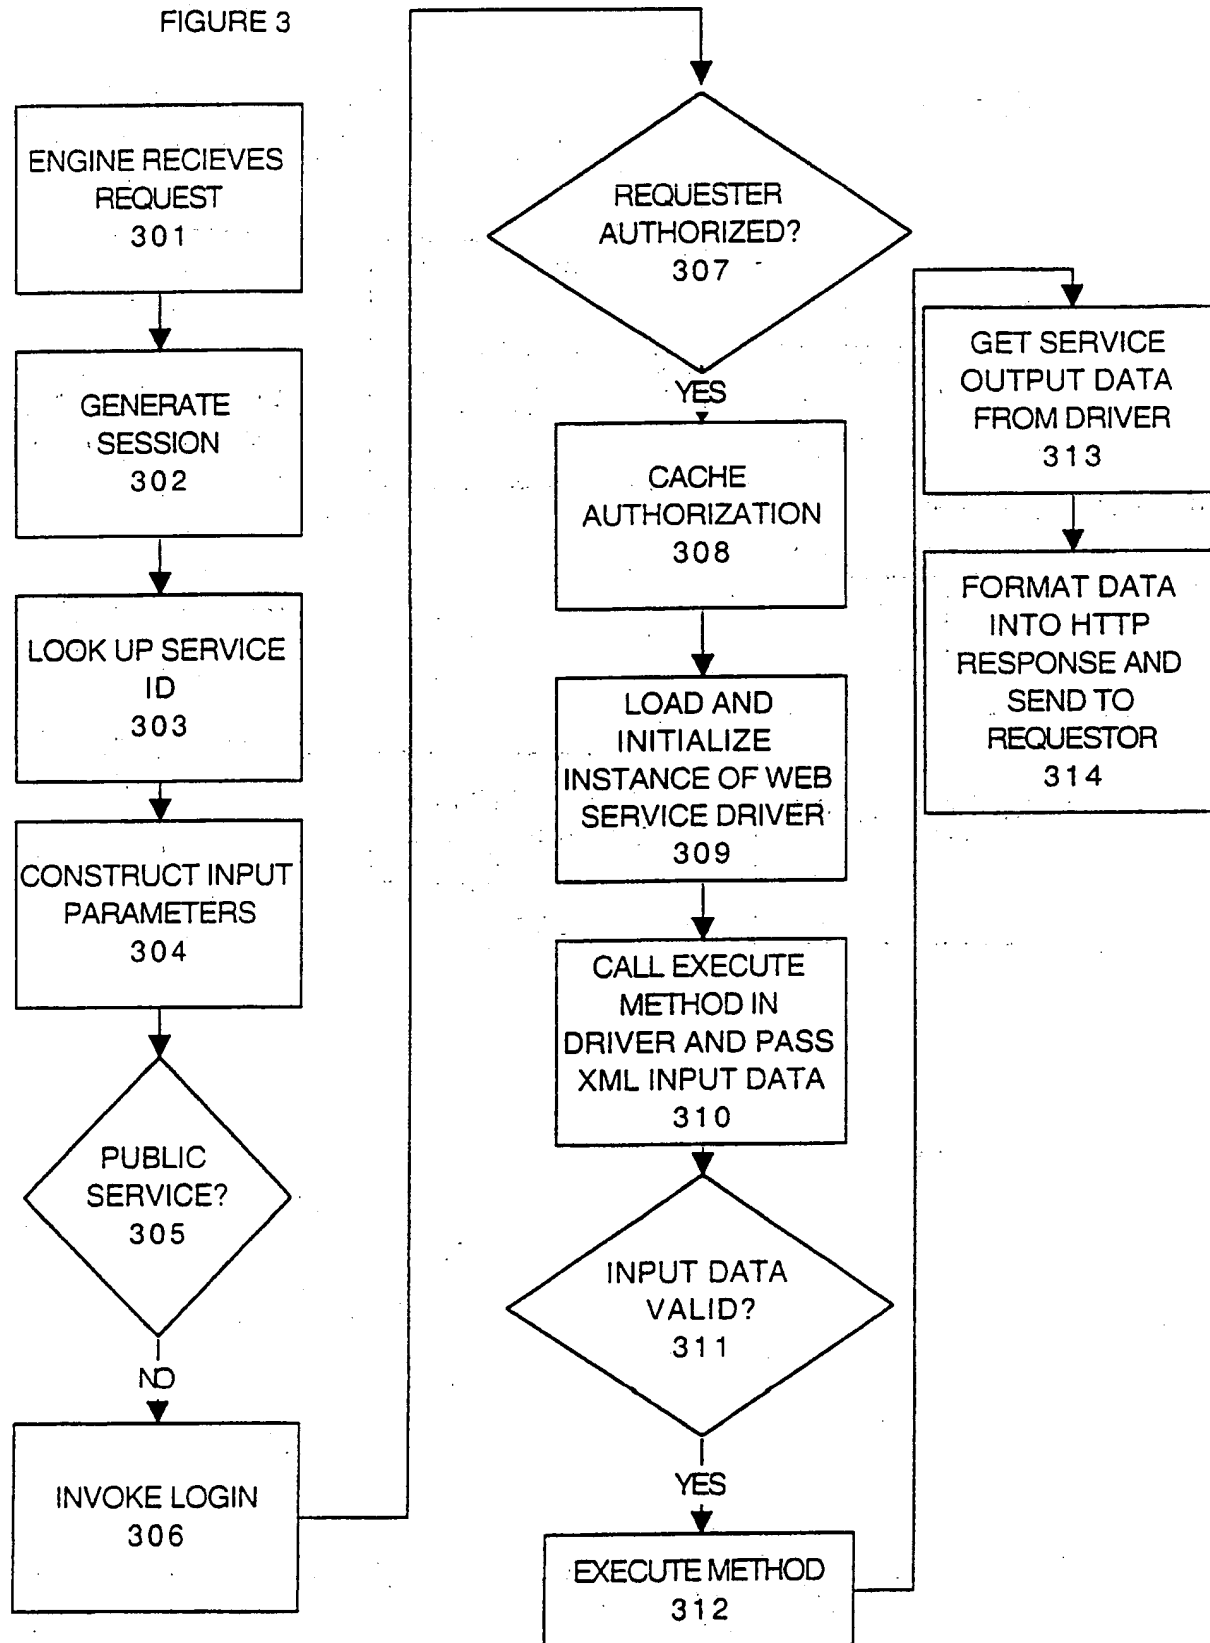 FIGURE 3
ENGINE RECIEVES
REQUEST
301
GENERATE
SESSION
302
LOOK UP SERVICE
ID
303
CONSTRUCT INPUT
PARAMETERS
304
PUBLIC
SERVICE?
305
NO
INVOKE LOGIN
306
REQUESTER
AUTHORIZED?
307
YES
CACHE
AUTHORIZATION
308
LOAD AND
INITIALIZE
INSTANCE OF WEB
SERVICE DRIVER
309
CALL EXECUTE
METHOD IN
DRIVER AND PASS
XML INPUT DATA
310
INPUT DATA
VALID?
311
YES
EXECUTE METHOD
312
GET SERVICE
OUTPUT DATA
FROM DRIVER
313
FORMAT DATA
INTO HTTP
RESPONSE AND
SEND TO
REQUESTOR
314